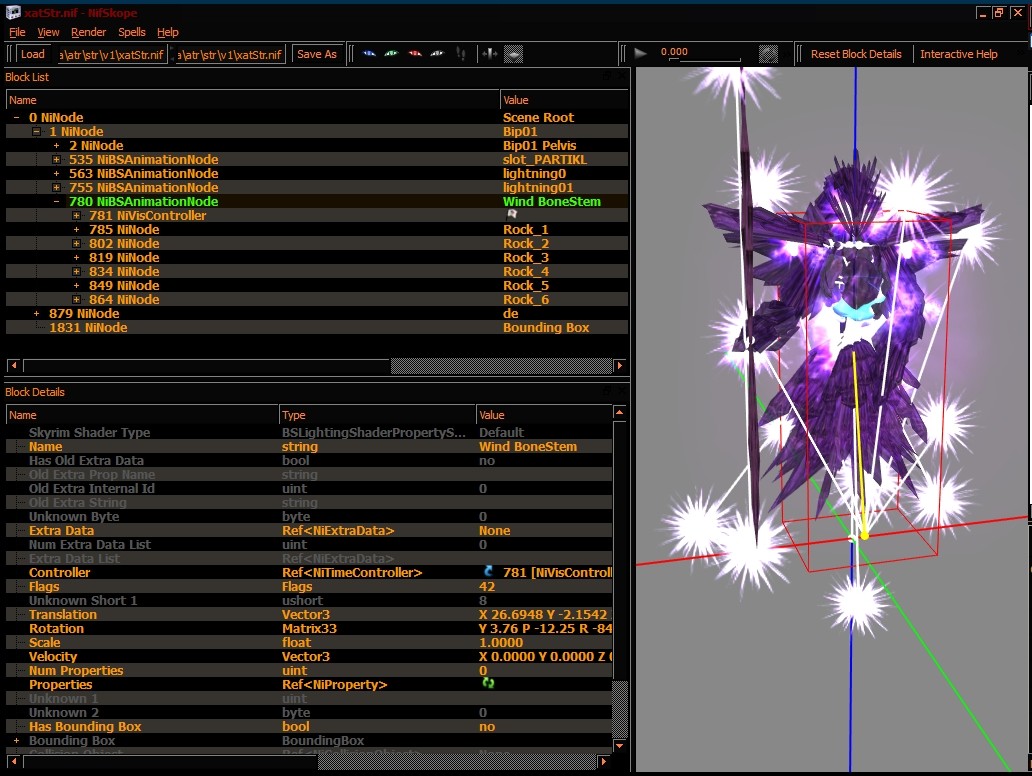 xatStr.nif - NifSkope
File View Render Spells Help
Load a\atr\str\v1\xatStr.nif a\atr\str\v1\xatStr.nif Save As 0.000 Reset Block Details Interactive Help
Block List
Name Value
0 NiNode Scene Root
1 NiNode Bip01
2 NiNode Bip01 Pelvis
535 NiBSAnimationNode slot_PARTIKL
563 NiBSAnimationNode lightning0
755 NiBSAnimationNode lightning01
780 NiBSAnimationNode Wind BoneStem
781 NiVisController
785 NiNode Rock_1
802 NiNode Rock_2
819 NiNode Rock_3
834 NiNode Rock_4
849 NiNode Rock_5
864 NiNode Rock_6
879 NiNode de
1831 NiNode Bounding Box
Block Details
Name Type Value
Skyrim Shader Type BSLightingShaderPropertyS... Default
Name string Wind BoneStem
Has Old Extra Data bool no
Old Extra Prop Name string
Old Extra Internal Id uint 0
Old Extra String string
Unknown Byte byte 0
Extra Data Ref<NiExtraData> None
Num Extra Data List uint 0
Extra Data List Ref<NiExtraData>
Controller Ref<NiTimeController> 781 [NiVisControll
Flags Flags 42
Unknown Short 1 ushort 8
Translation Vector3 X 26.6948 Y -2.1542
Rotation Matrix33 Y 3.76 P -12.25 R -84
Scale float 1.0000
Velocity Vector3 X 0.0000 Y 0.0000 Z
Num Properties uint 0
Properties Ref<NiProperty>
Unknown 1 uint
Unknown 2 byte 0
Has Bounding Box bool no
Bounding Box BoundingBox